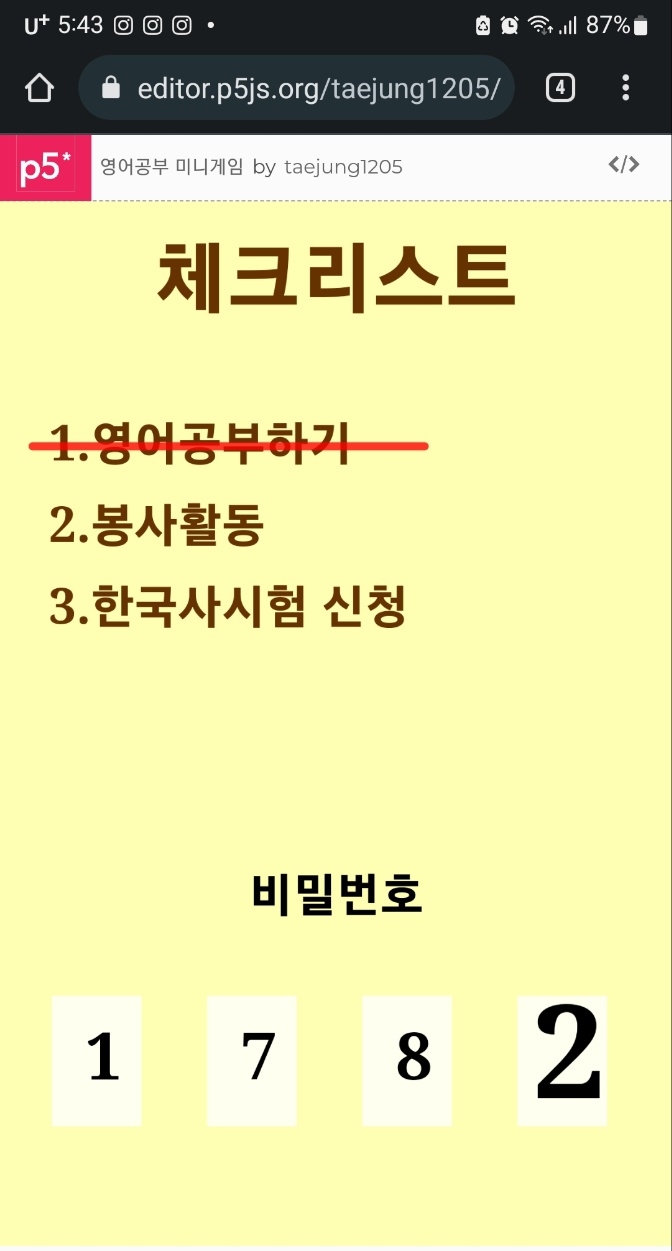 U+ 5:43 87%
editor.p5js.org/taejung1205/ 4
p5* 영어공부 미니게임 by taejung1205 </>
체크리스트
1.영어공부하기
2.봉사활동
3.한국사시험 신청
비밀번호
1 7 8 2